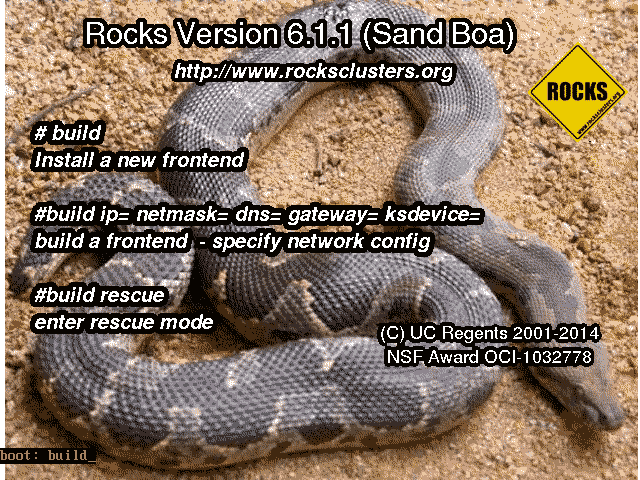 Rocks Version 6.1.1 (Sand Boa)
http://www.rocksclusters.org
ROCKS
www.rocksclusters.org
# build
Install a new frontend
#build ip= netmask= dns= gateway= ksdevice=
build a frontend - specify network config
#build rescue
enter rescue mode
(C) UC Regents 2001-2014
NSF Award OCI-1032778
boot: build_